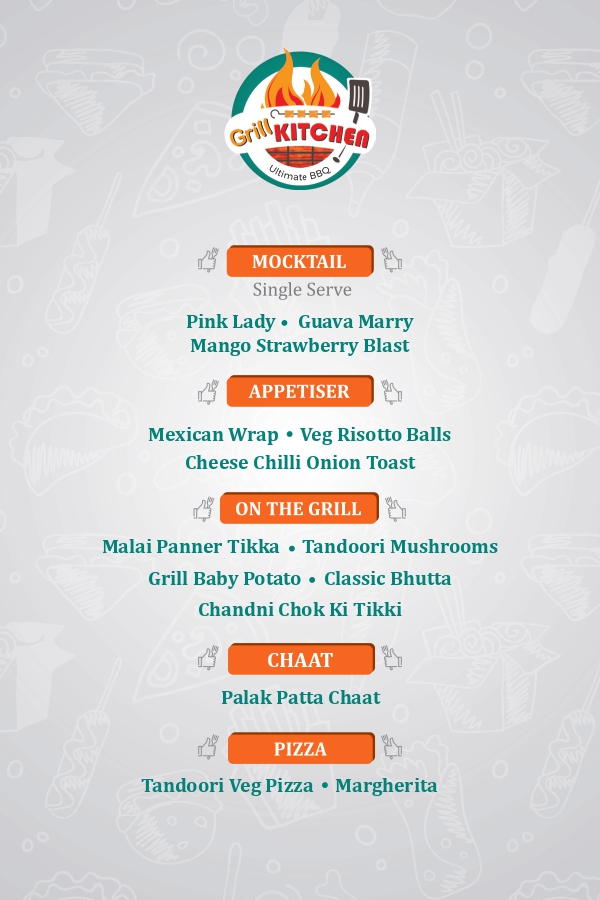 Grill KITCHEN
Ultimate BBQ
MOCKTAIL
Single Serve
Pink Lady • Guava Marry
Mango Strawberry Blast
APPETISER
Mexican Wrap • Veg Risotto Balls
Cheese Chilli Onion Toast
ON THE GRILL
Malai Panner Tikka • Tandoori Mushrooms
Grill Baby Potato • Classic Bhutta
Chandni Chok Ki Tikki
CHAAT
Palak Patta Chaat
PIZZA
Tandoori Veg Pizza • Margherita